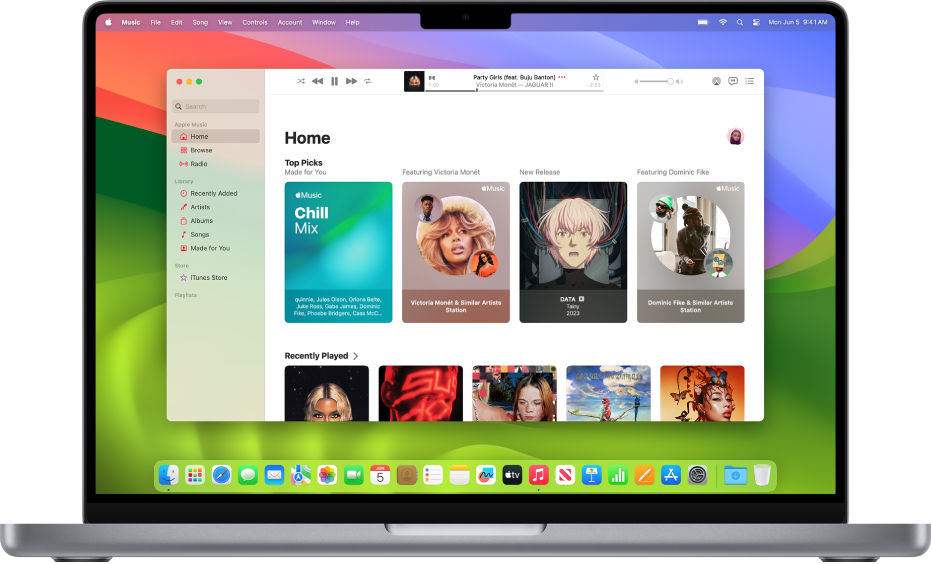 Music File Edit Song View Controls Account Window Help
Mon Jun 5 9:41 AM
Party Girls (feat. Buju Banton)
Victoria Monét — JAGUAR II
1:00
-2:53
Search
Apple Music
Home
Browse
Radio
Library
Recently Added
Artists
Albums
Songs
Made for You
Store
iTunes Store
Playlists
Home
Top Picks
Made for You
Music
Chill
Mix
quinnie, Jules Olson, Orions Belte,
Juke Ross, Gabe James, Dominic
Fike, Phoebe Bridgers, Cass McC...
Featuring Victoria Monét
Music
Victoria Monét & Similar Artists
Station
New Release
DATA E
Tainy
2023
Featuring Dominic Fike
Music
Dominic Fike & Similar Artists
Station
Recently Played
JUN
5
tv